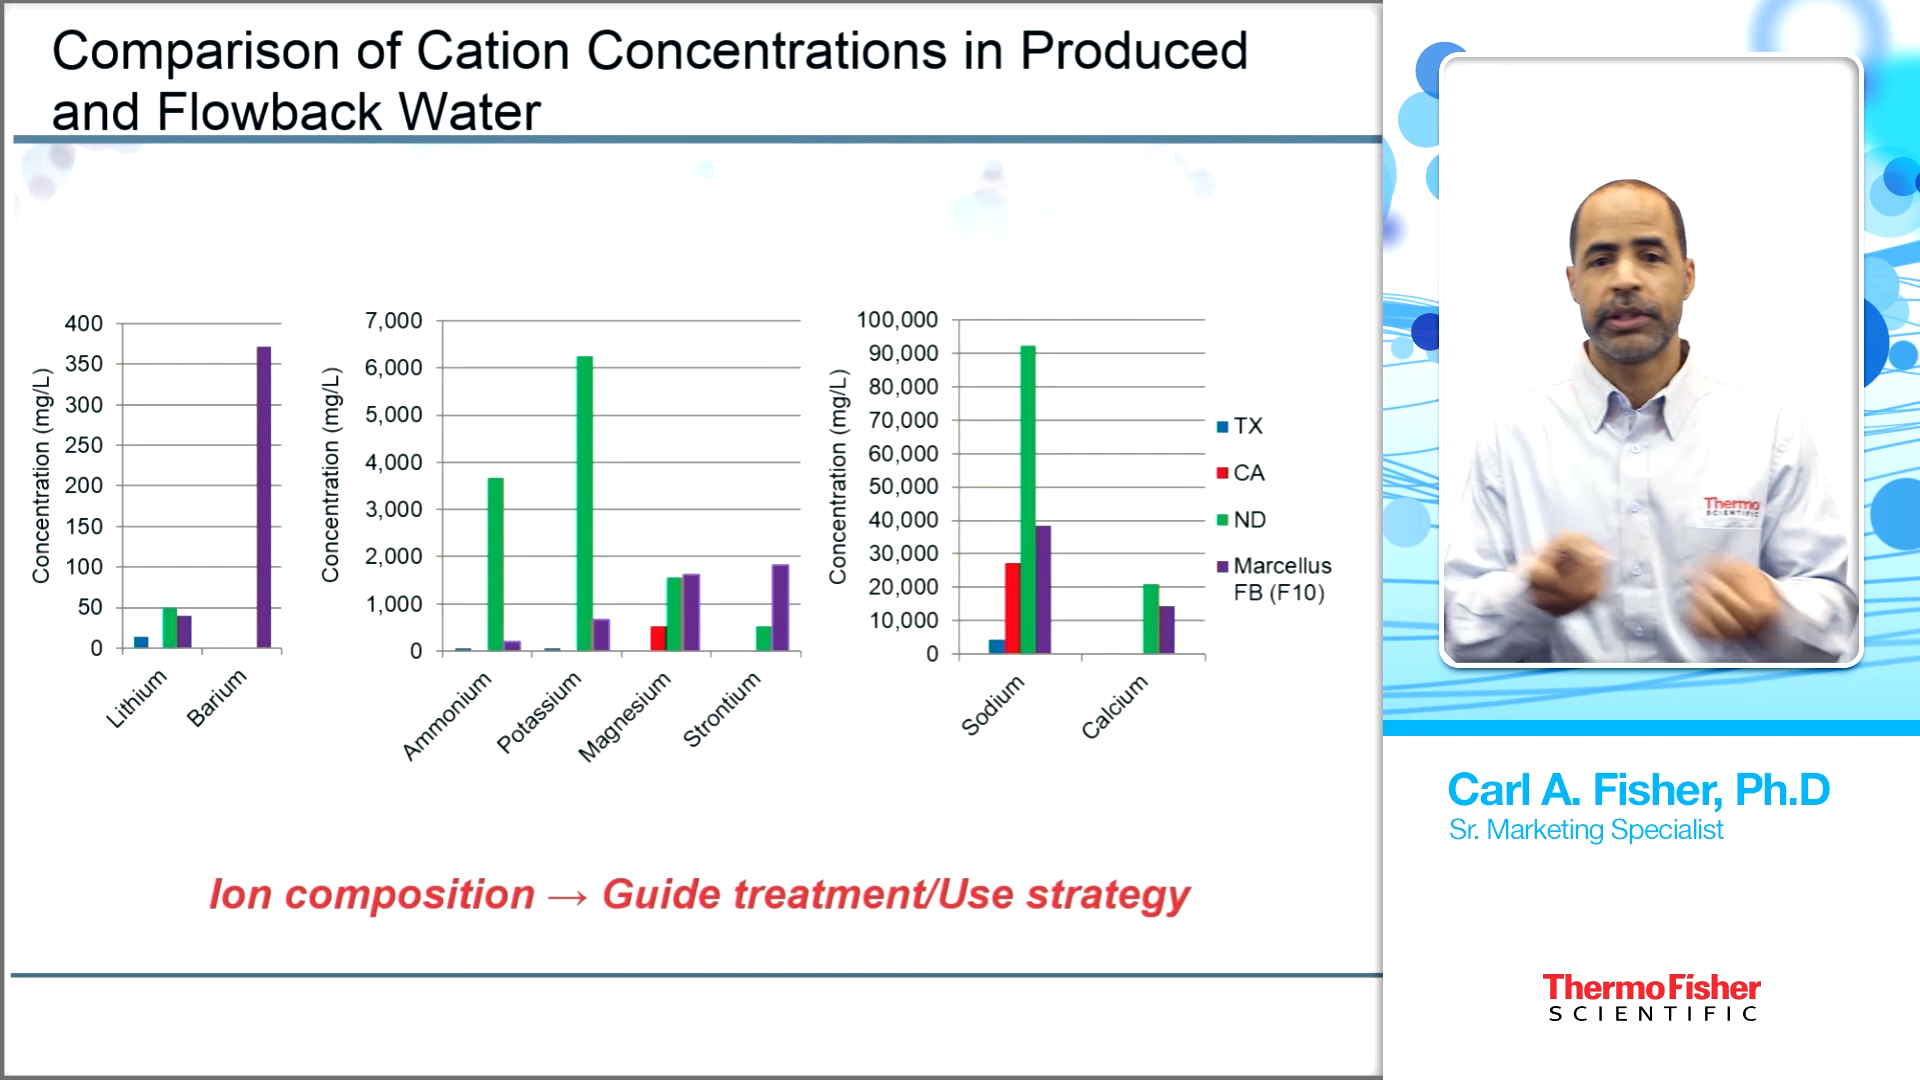 Comparison of Cation Concentrations in Produced
and Flowback Water
Concentration (mg/L)
400
350
300
250
200
150
100
50
0
Lithium
Barium
Concentration (mg/L)
7,000
6,000
5,000
4,000
3,000
2,000
1,000
0
Ammonium
Potassium
Magnesium
Strontium
Concentration (mg/L)
100,000
90,000
80,000
70,000
60,000
50,000
40,000
30,000
20,000
10,000
0
Sodium
Calcium
TX
CA
ND
Marcellus
FB (F10)
Ion composition → Guide treatment/Use strategy
Thermo
SCIENTIFIC
Carl A. Fisher, Ph.D
Sr. Marketing Specialist
ThermoFisher
SCIENTIFIC